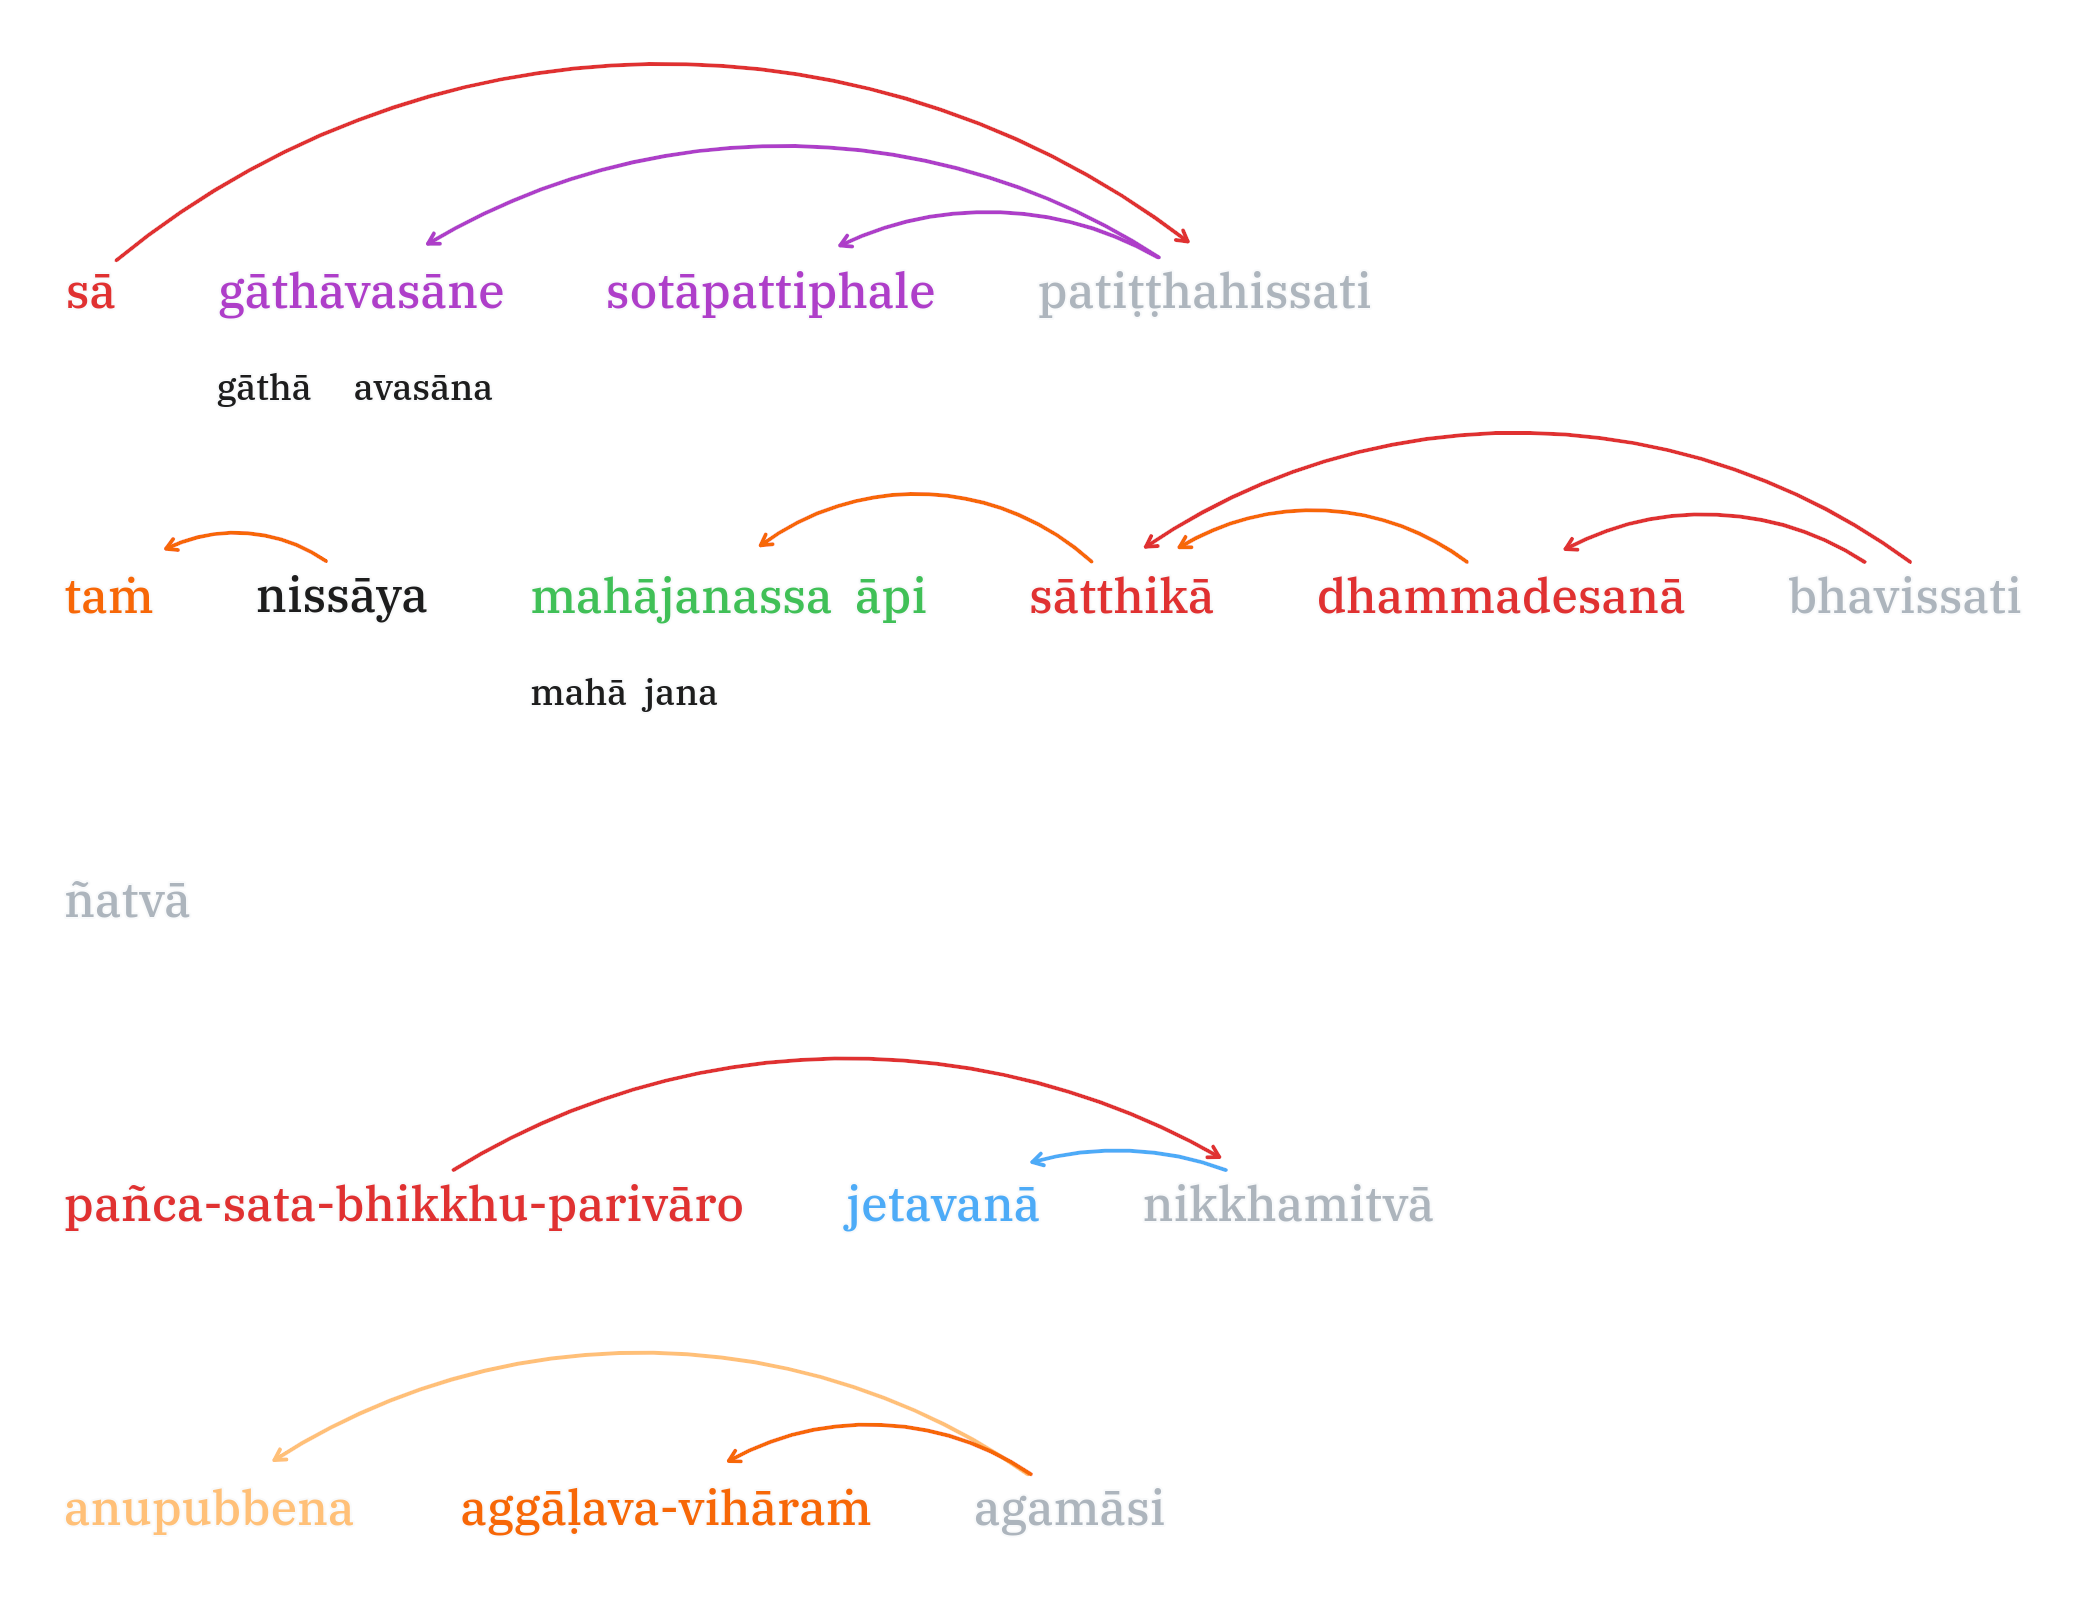 sā gāthāvasāne sotāpattiphale patiṭṭhahissati
gāthā avasāna
taṁ nissāya mahājanassa āpi sātthikā dhammadesanā bhavissati
mahā jana
ñatvā
pañca-sata-bhikkhu-parivāro jetavanā nikkhamitvā
anupubbena aggāḷava-vihāraṁ agamāsi